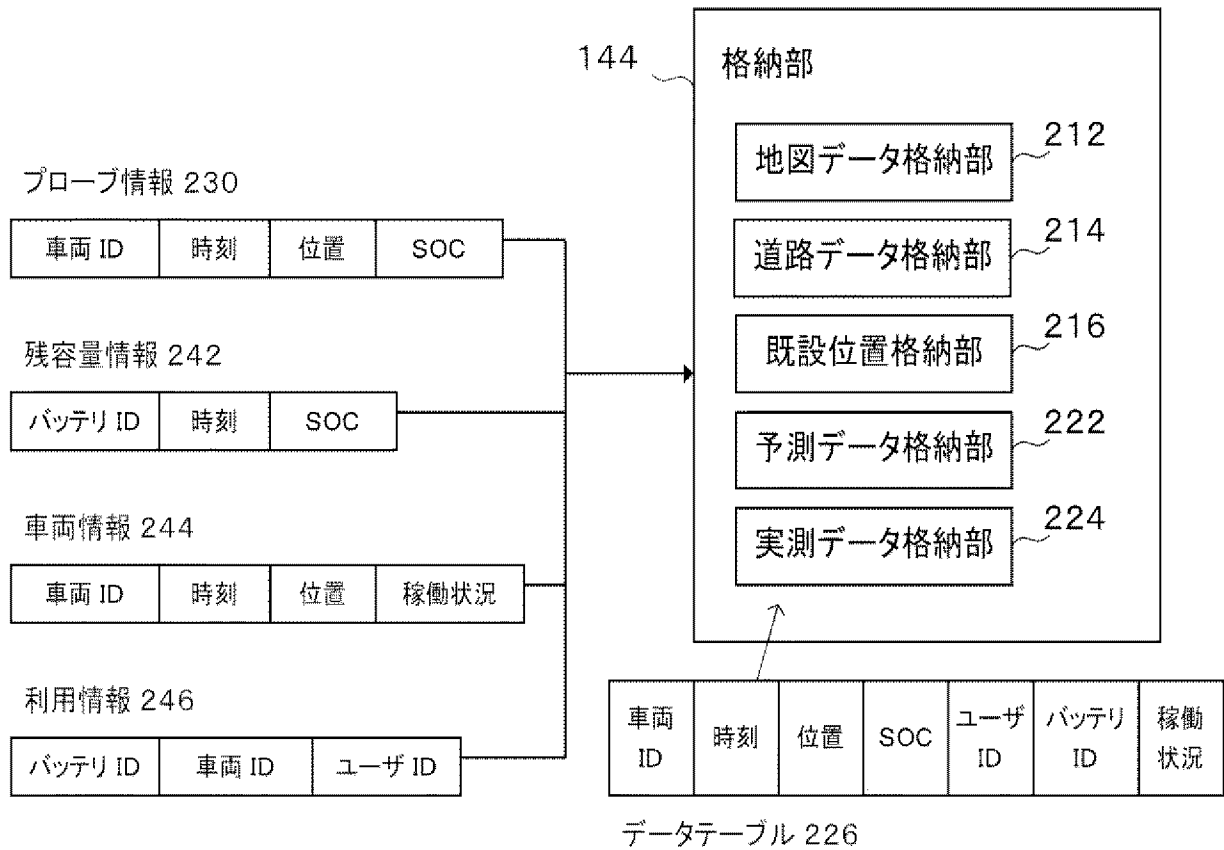 プローブ情報 230
車両 ID 時刻 位置 SOC
残容量情報 242
バッテリ ID 時刻 SOC
車両情報 244
車両 ID 時刻 位置 稼働状況
利用情報 246
バッテリ ID 車両 ID ユーザ ID
144
格納部
地図データ格納部 212
道路データ格納部 214
既設位置格納部 216
予測データ格納部 222
実測データ格納部 224
車両 ID 時刻 位置 SOC ユーザ ID バッテリ ID 稼働状況
データテーブル 226